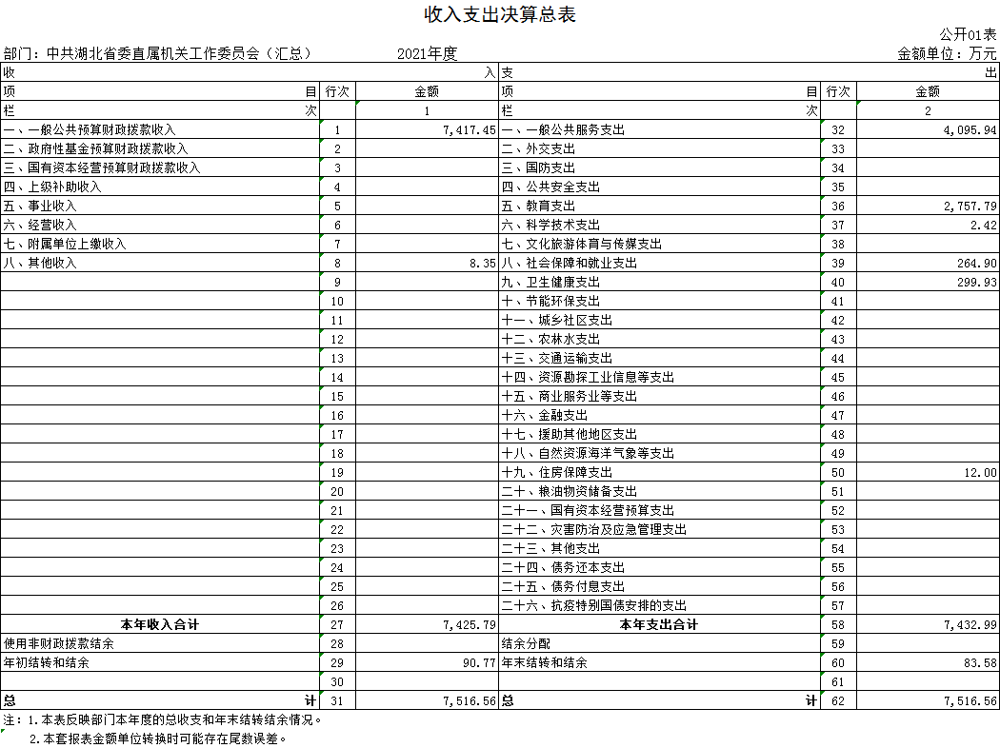 收入支出决算总表
公开01表
部门：中共湖北省委直属机关工作委员会（汇总） 2021年度 金额单位：万元
收 入 支 出
项 目 行次 金额 项 目 行次 金额
栏 次 1 栏 次 2
一、一般公共预算财政拨款收入 1 7,417.45 一、一般公共服务支出 32 4,095.94
二、政府性基金预算财政拨款收入 2 二、外交支出 33
三、国有资本经营预算财政拨款收入 3 三、国防支出 34
四、上级补助收入 4 四、公共安全支出 35
五、事业收入 5 五、教育支出 36 2,757.79
六、经营收入 6 六、科学技术支出 37 2.42
七、附属单位上缴收入 7 七、文化旅游体育与传媒支出 38
八、其他收入 8 8.35 八、社会保障和就业支出 39 264.90
9 九、卫生健康支出 40 299.93
10 十、节能环保支出 41
11 十一、城乡社区支出 42
12 十二、农林水支出 43
13 十三、交通运输支出 44
14 十四、资源勘探工业信息等支出 45
15 十五、商业服务业等支出 46
16 十六、金融支出 47
17 十七、援助其他地区支出 48
18 十八、自然资源海洋气象等支出 49
19 十九、住房保障支出 50 12.00
20 二十、粮油物资储备支出 51
21 二十一、国有资本经营预算支出 52
22 二十二、灾害防治及应急管理支出 53
23 二十三、其他支出 54
24 二十四、债务还本支出 55
25 二十五、债务付息支出 56
26 二十六、抗疫特别国债安排的支出 57
本年收入合计 27 7,425.79 本年支出合计 58 7,432.99
使用非财政拨款结余 28 结余分配 59
年初结转和结余 29 90.77 年末结转和结余 60 83.58
30 61
总 计 31 7,516.56 总 计 62 7,516.56
注：1.本表反映部门本年度的总收支和年末结转结余情况。
2.本套报表金额单位转换时可能存在尾数误差。